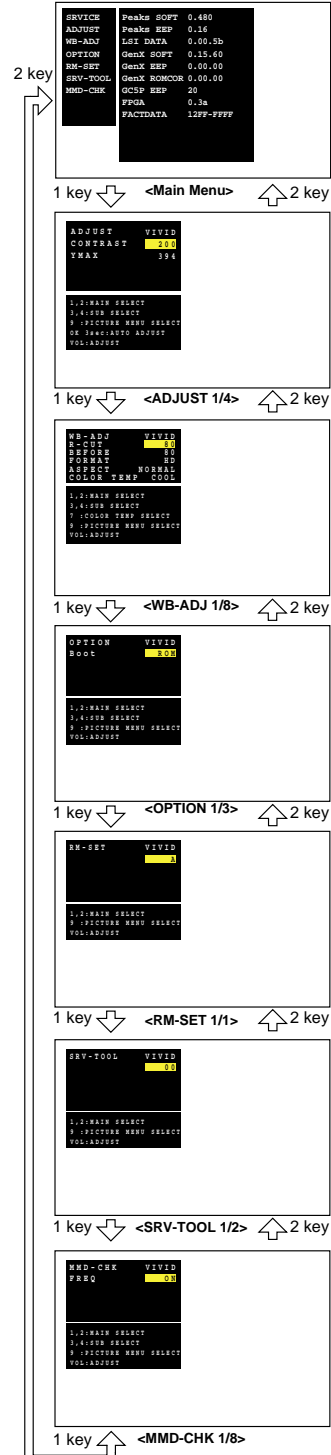 SRVICE Peaks SOFT 0.480
ADJUST Peaks EEP 0.16
WB-ADJ LSI DATA 0.00.5b
OPTION GenX SOFT 0.15.60
RM-SET GenX EEP 0.00.00
SRV-TOOL GenX ROMCOR 0.00.00
MMD-CHK GC5P EEP 20
FPGA 0.3a
FACTDATA 12FF-FFFF
2 key
1 key <Main Menu> 2 key
ADJUST VIVID
CONTRAST 200
YMAX 394
1,2:MAIN SELECT
3,4:SUB SELECT
9 :PICTURE MENU SELECT
OK 3sec:AUTO ADJUST
VOL:ADJUST
1 key <ADJUST 1/4> 2 key
WB-ADJ VIVID
R-CUT 80
BEFORE 80
FORMAT HD
ASPECT NORMAL
COLOR TEMP COOL
1,2:MAIN SELECT
3,4:SUB SELECT
7 :COLOR TEMP SELECT
9 :PICTURE MENU SELECT
VOL:ADJUST
1 key <WB-ADJ 1/8> 2 key
OPTION VIVID
Boot ROM
1,2:MAIN SELECT
3,4:SUB SELECT
9 :PICTURE MENU SELECT
VOL:ADJUST
1 key <OPTION 1/3> 2 key
RM-SET VIVID
A
1,2:MAIN SELECT
9 :PICTURE MENU SELECT
VOL:ADJUST
1 key <RM-SET 1/1> 2 key
SRV-TOOL VIVID
00
1,2:MAIN SELECT
9 :PICTURE MENU SELECT
VOL:ADJUST
1 key <SRV-TOOL 1/2> 2 key
MMD-CHK VIVID
FREQ ON
1,2:MAIN SELECT
3,4:SUB SELECT
9 :PICTURE MENU SELECT
VOL:ADJUST
1 key <MMD-CHK 1/8>